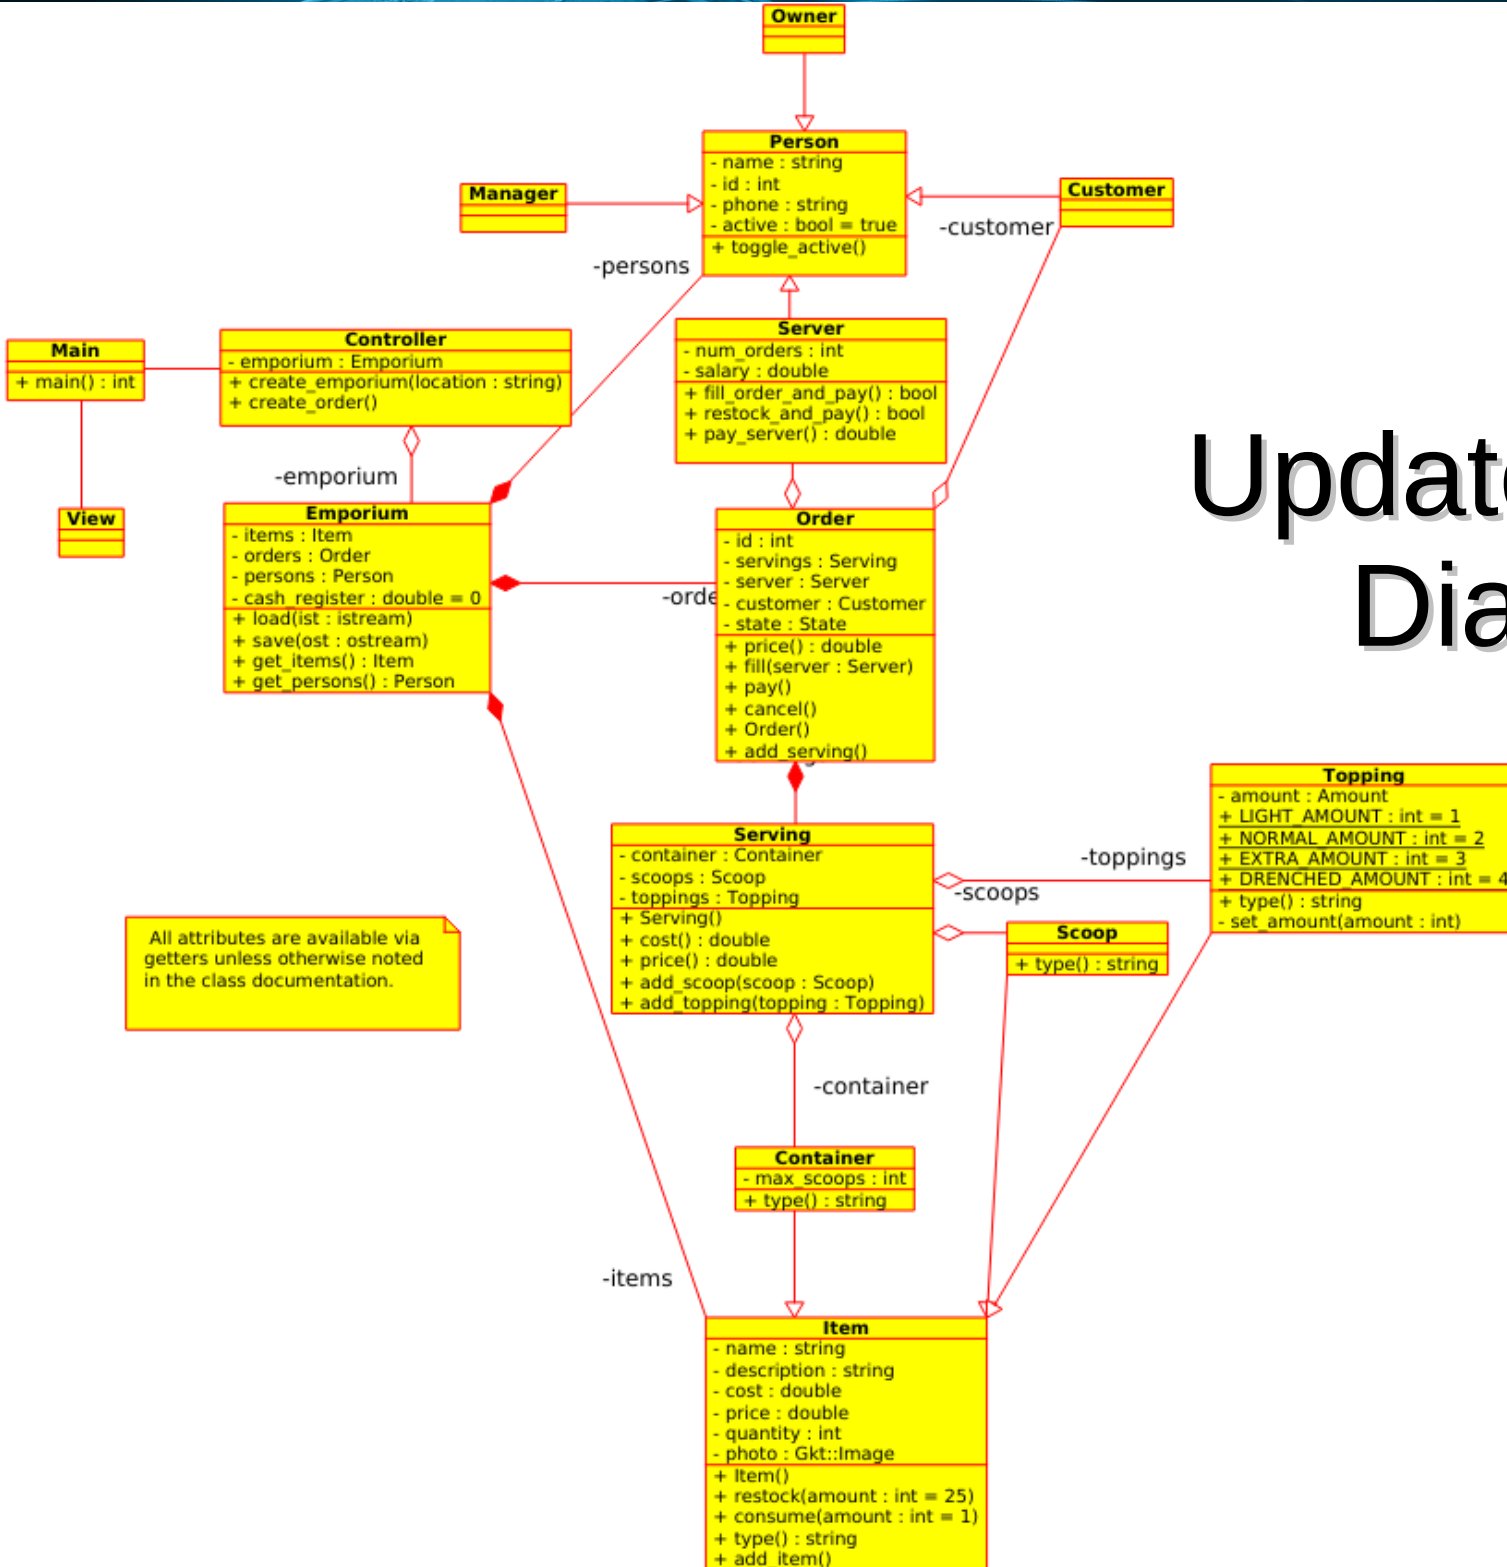 Owner
Person
- name : string
- id : int
- phone : string
- active : bool = true
+ toggle_active()
Manager
Customer
-customer
-persons
Server
- num_orders : int
- salary : double
+ fill_order_and_pay() : bool
+ restock_and_pay() : bool
+ pay_server() : double
Controller
- emporium : Emporium
+ create_emporium(location : string)
+ create_order()
Main
+ main() : int
-emporium
View
Emporium
- items : Item
- orders : Order
- persons : Person
- cash_register : double = 0
+ load(ist : istream)
+ save(ost : ostream)
+ get_items() : Item
+ get_persons() : Person
-orde
Order
- id : int
- servings : Serving
- server : Server
- customer : Customer
- state : State
+ price() : double
+ fill(server : Server)
+ pay()
+ cancel()
+ Order()
+ add_serving()
Update
Dia
Topping
- amount : Amount
+ LIGHT_AMOUNT : int = 1
+ NORMAL_AMOUNT : int = 2
+ EXTRA_AMOUNT : int = 3
+ DRENCHED_AMOUNT : int = 4
+ type() : string
- set_amount(amount : int)
Serving
- container : Container
- scoops : Scoop
- toppings : Topping
+ Serving()
+ cost() : double
+ price() : double
+ add_scoop(scoop : Scoop)
+ add_topping(topping : Topping)
-toppings
-scoops
Scoop
+ type() : string
All attributes are available via
getters unless otherwise noted
in the class documentation.
-container
Container
- max_scoops : int
+ type() : string
-items
Item
- name : string
- description : string
- cost : double
- price : double
- quantity : int
- photo : Gkt::Image
+ Item()
+ restock(amount : int = 25)
+ consume(amount : int = 1)
+ type() : string
+ add_item()